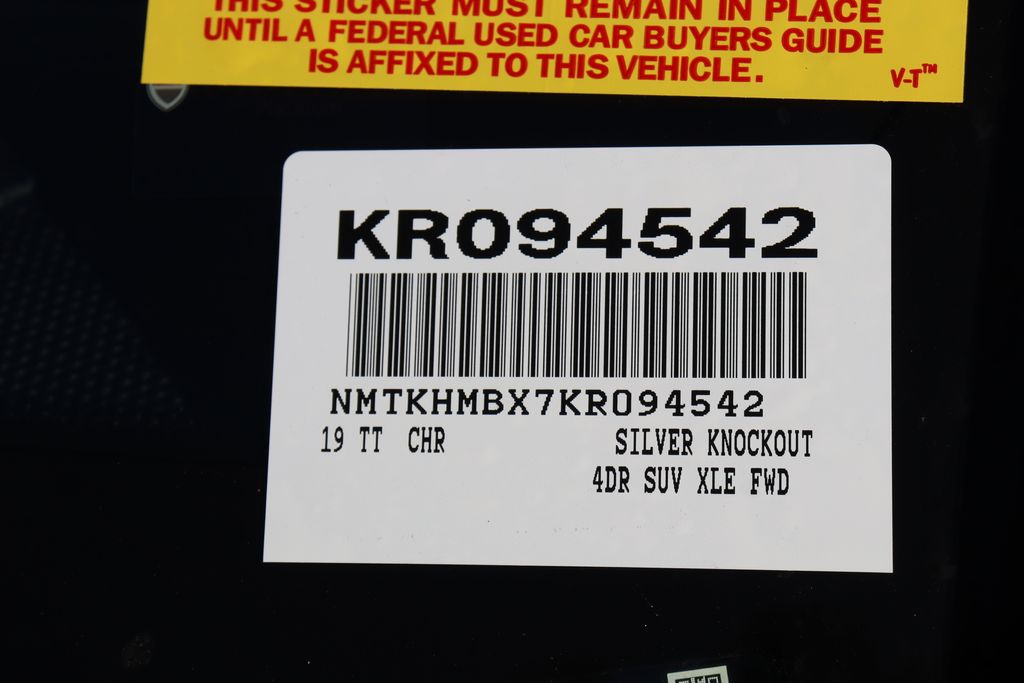 THIS STICKER MUST REMAIN IN PLACE
UNTIL A FEDERAL USED CAR BUYERS GUIDE
IS AFFIXED TO THIS VEHICLE.
V-T™
KR094542
NMTKHMBX7KR094542
19 TT CHR SILVER KNOCKOUT
4DR SUV XLE FWD